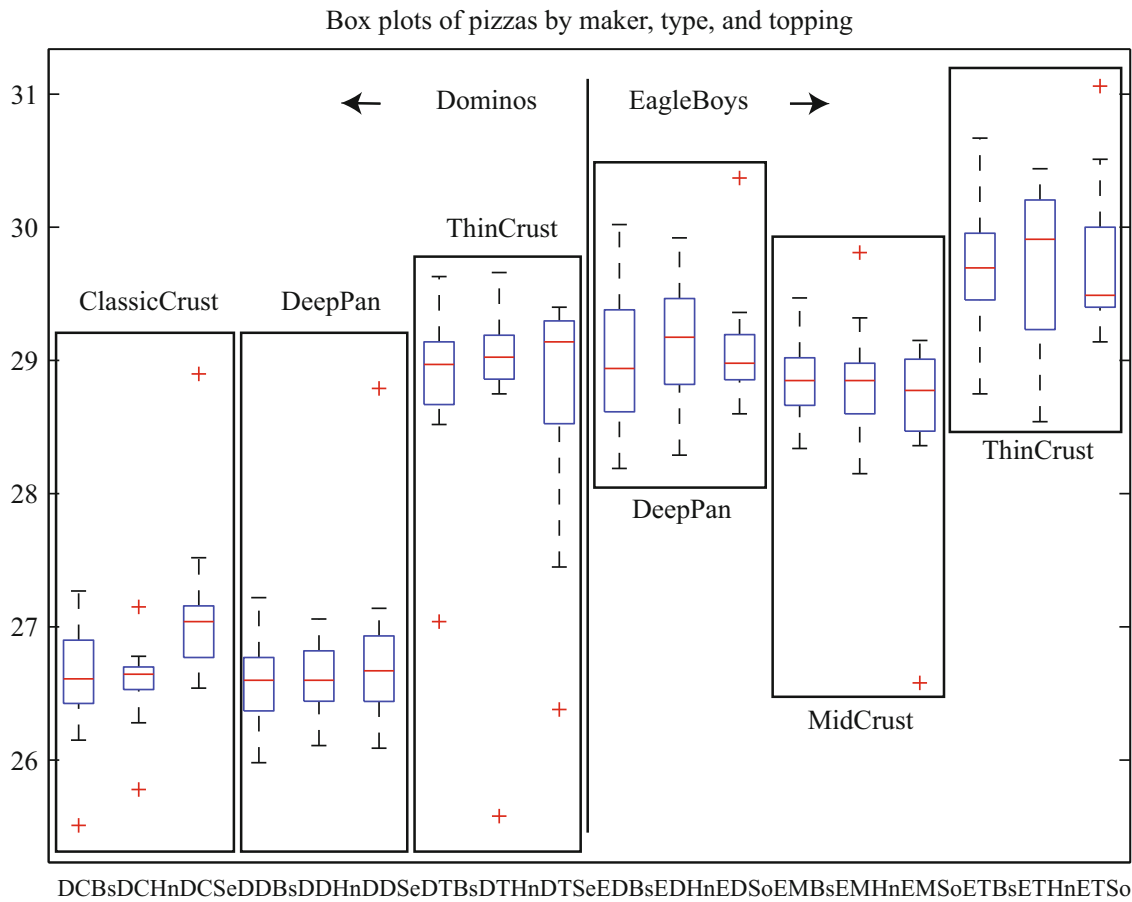 Box plots of pizzas by maker, type, and topping
31
Dominos
EagleBoys
30
ThinCrust
ClassicCrust
DeepPan
29
ThinCrust
28
DeepPan
27
MidCrust
26
DCBsDCHnDCSeDDBsDDHnDDSeDTBsDTHnDTSeEDBsEDHnEDSoEMBsEMHnEMSoETBsETHnETSo